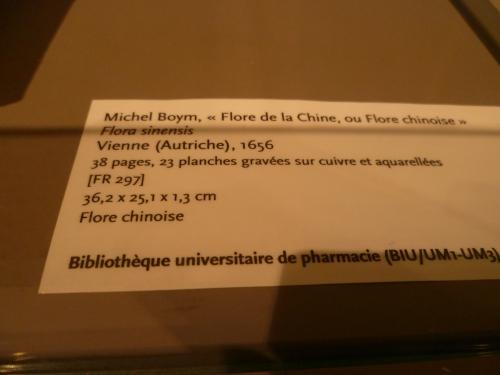 Michel Boym, « Flore de la Chine, ou Flore chinoise »
Flora sinensis
Vienne (Autriche), 1656
38 pages, 23 planches gravées sur cuivre et aquarellées
[FR 297]
36,2 x 25,1 x 1,3 cm
Flore chinoise
Bibliothèque universitaire de pharmacie (BIU/UM1-UM3)